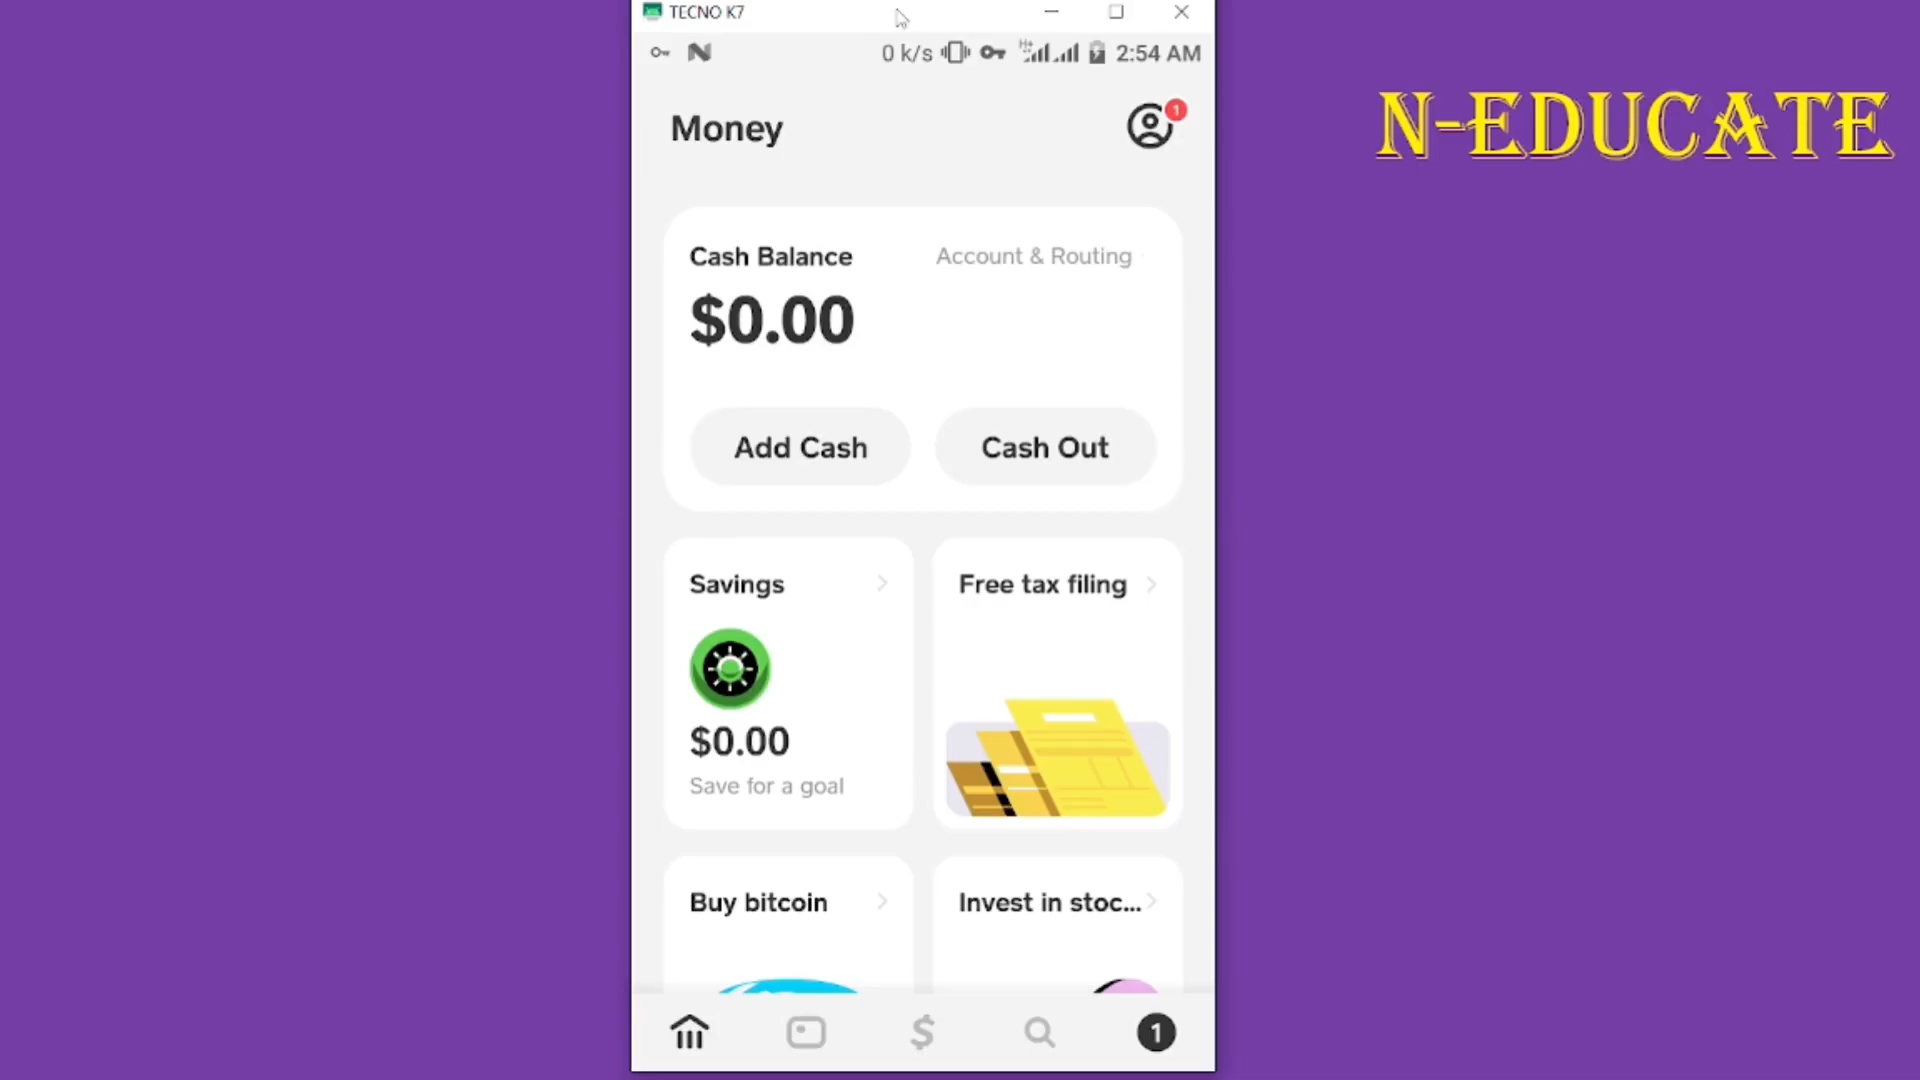 TECNO K7
0 k/s 2:54 AM
Money
1
N-EDUCATE
Cash Balance
Account & Routing
$0.00
Add Cash
Cash Out
Savings
Free tax filing
$0.00
Save for a goal
Buy bitcoin
Invest in stoc...
$
1